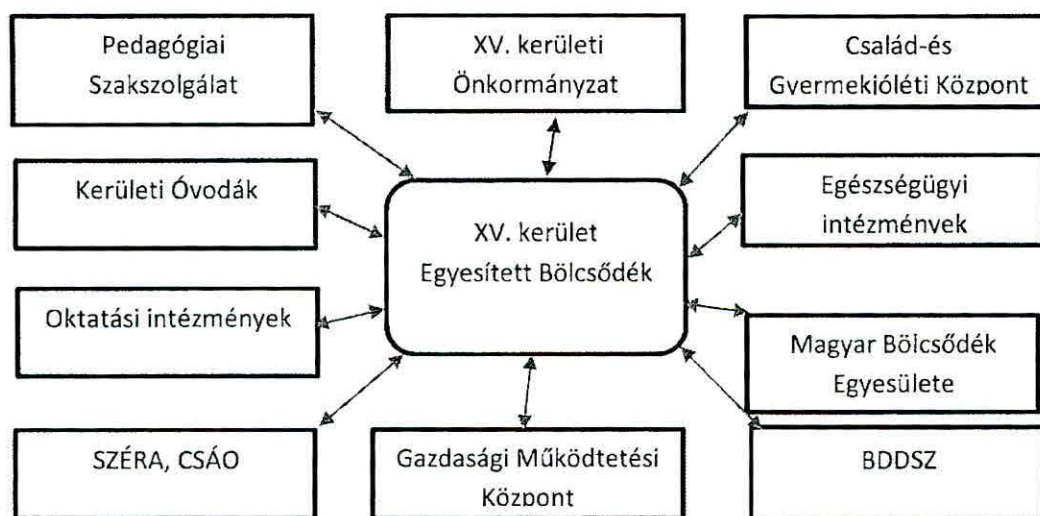 Pedagógiai
Szakszolgálat
XV. kerületi
Önkormányzat
Család-és
Gyermekjóléti Központ
Kerületi Óvodák
Egészségügyi
intézmények
XV. kerület
Egyesített Bölcsődék
Oktatási intézmények
Magyar Bölcsődék
Egyesülete
SZÉRA, CSÁO
Gazdasági Működtetési
Központ
BDDSZ